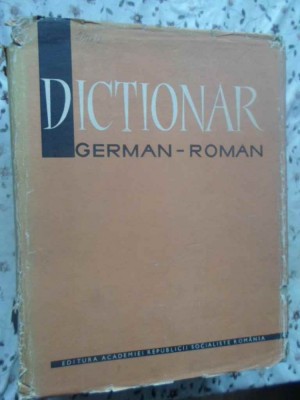 DICTIONAR
GERMAN-ROMAN
EDITURA ACADEMIEI REPUBLICII SOCIALISTE ROMÂNIA